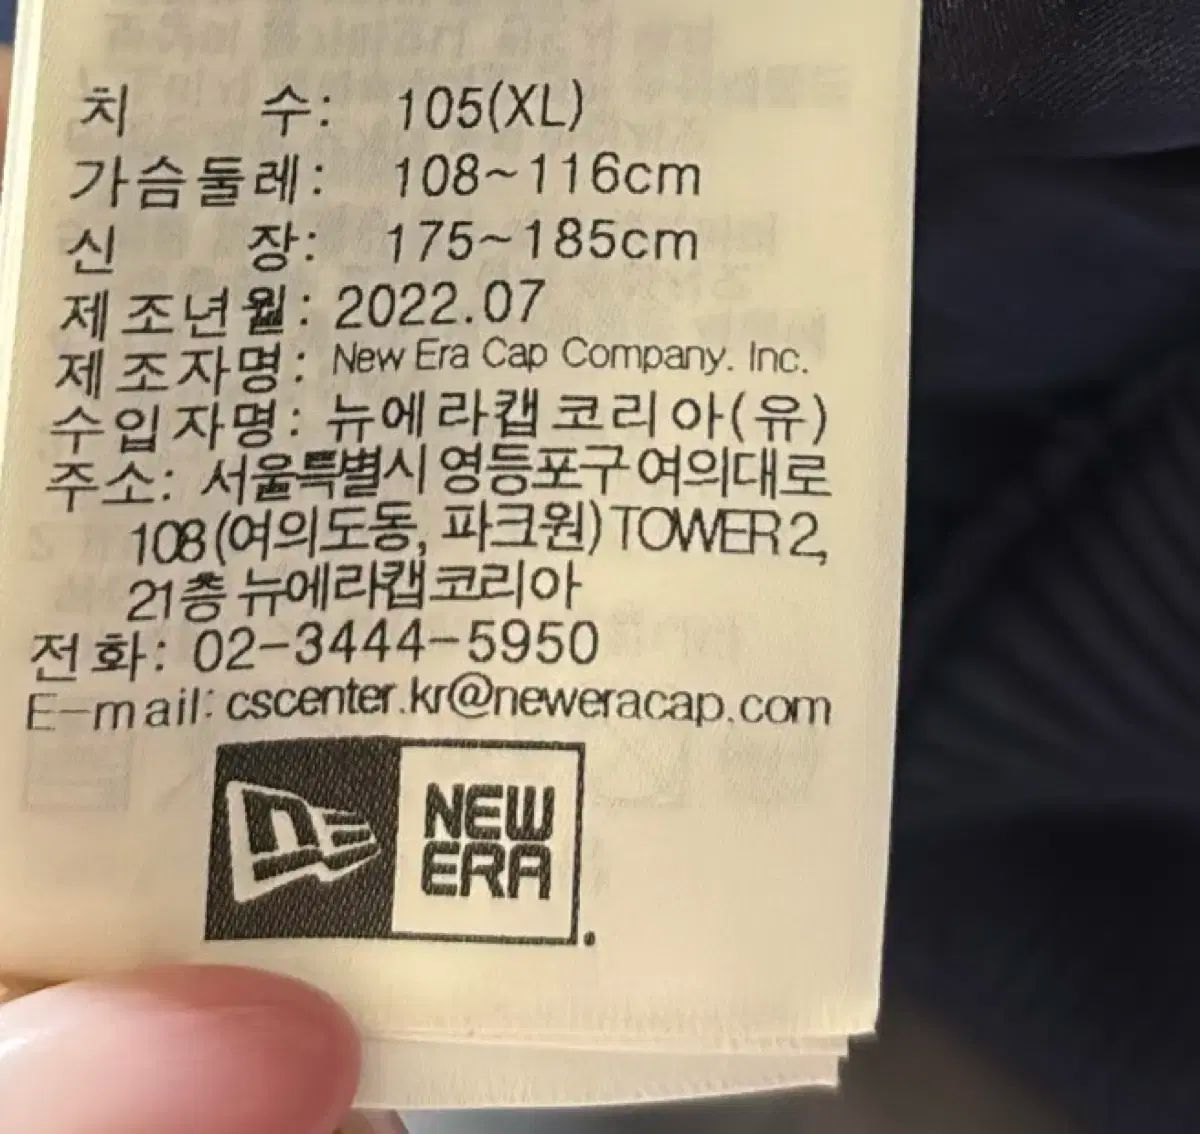 치 수: 105(XL)
가슴둘레: 108~116cm
신 장: 175~185cm
제조년월: 2022.07
제조자명: New Era Cap Company. Inc.
수입자명: 뉴에라캡코리아(유)
주소: 서울특별시 영등포구 여의대로
108 (여의도동, 파크원) TOWER 2,
21층 뉴에라캡코리아
전화: 02-3444-5950
E-mail: cscenter.kr@neweracap.com
NEW
ERA